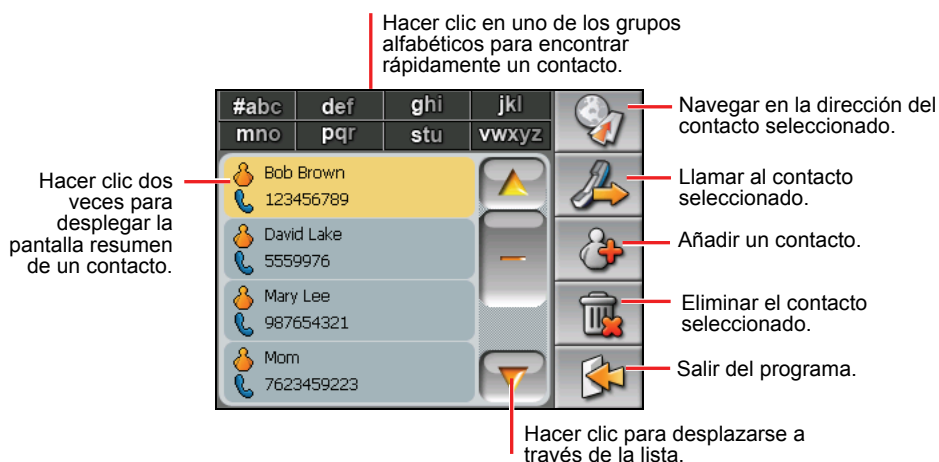 Hacer clic en uno de los grupos
alfabéticos para encontrar
rápidamente un contacto.
#abc def ghi jkl
mno pqr stu vwxyz
Navegar en la dirección del
contacto seleccionado.
Hacer clic dos
veces para
desplegar la
pantalla resumen
de un contacto.
Bob Brown
123456789
David Lake
5559976
Mary Lee
987654321
Mom
7623459223
Llamar al contacto
seleccionado.
Añadir un contacto.
Eliminar el contacto
seleccionado.
Salir del programa.
Hacer clic para desplazarse a
través de la lista.